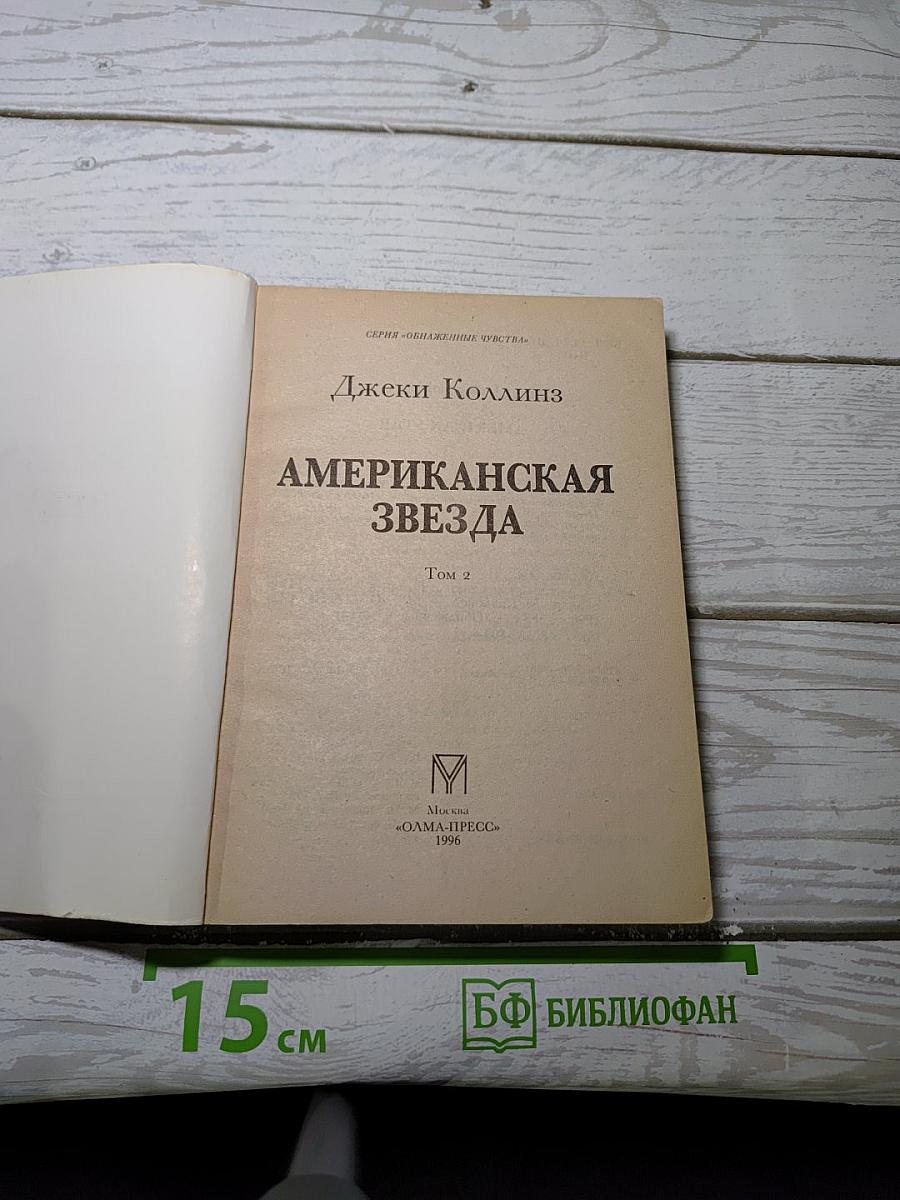 СЕРИЯ «ОБНАЖЕННЫЕ ЧУВСТВА»
Джеки Коллинз
АМЕРИКАНСКАЯ
ЗВЕЗДА
Том 2
Москва
«ОЛМА-ПРЕСС»
1996
15 см
БФ БИБЛИОФАН